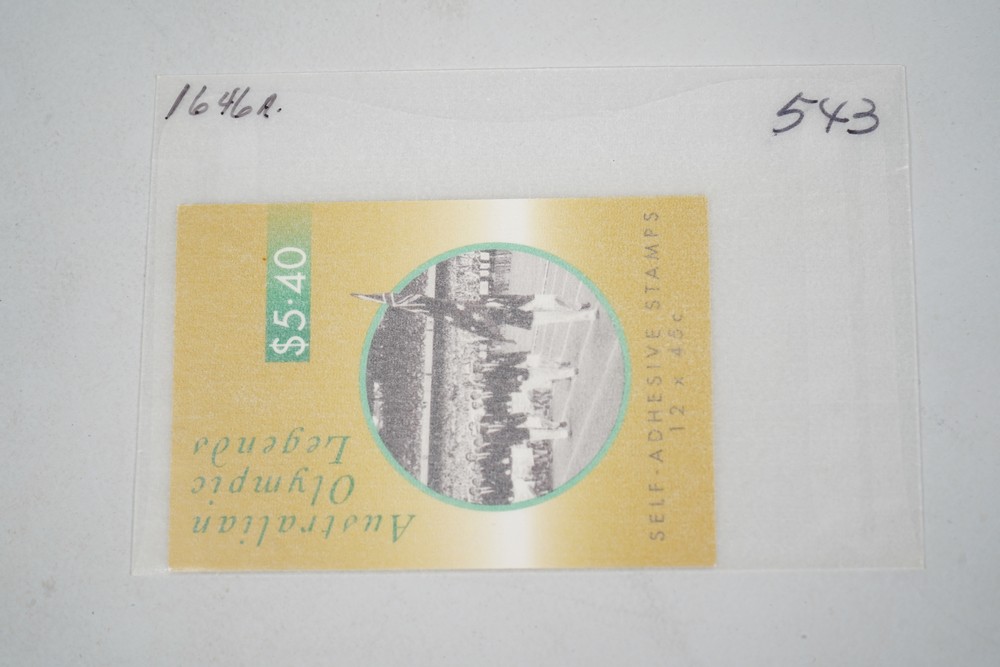 1646a.
543
Australian
Olympic
Legends
$5.40
SELF-ADHESIVE STAMPS
12 x 45c